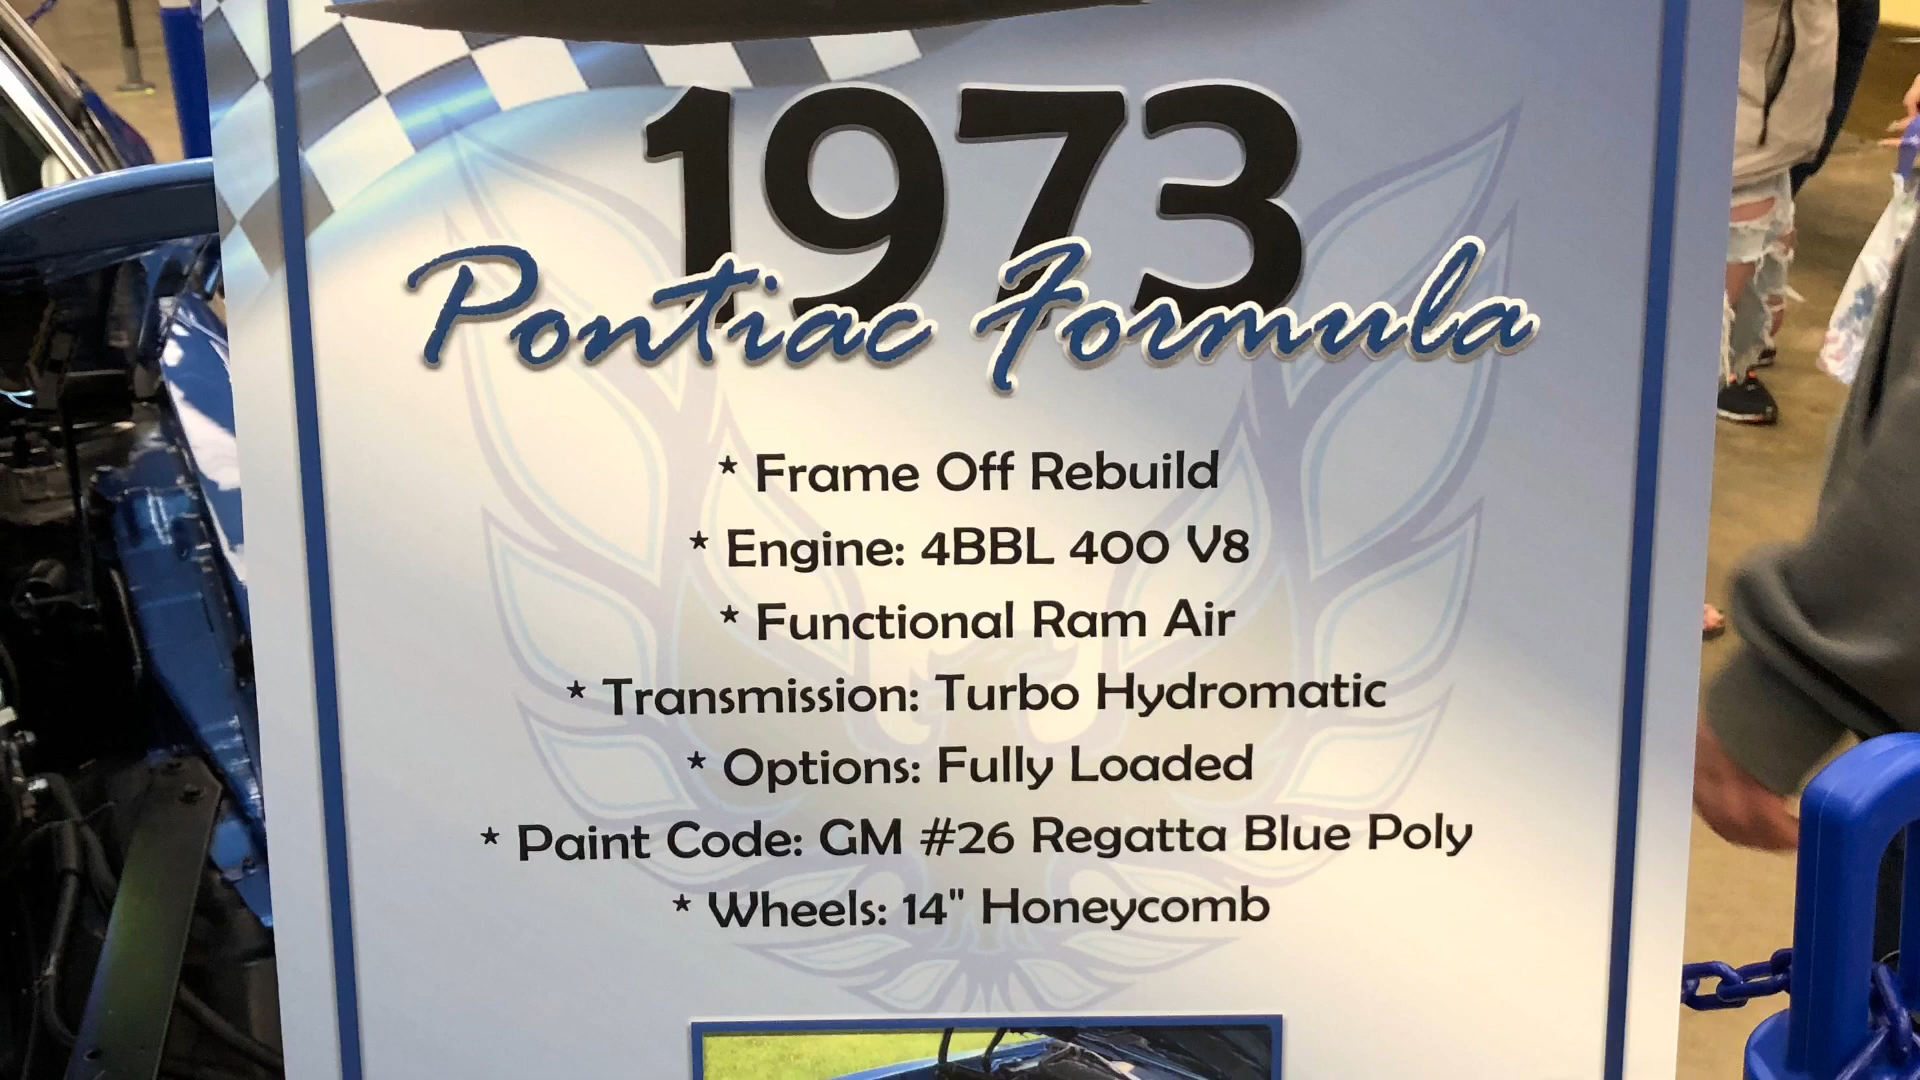 1973
Pontiac Formula
* Frame Off Rebuild
* Engine: 4BBL 400 V8
* Functional Ram Air
* Transmission: Turbo Hydromatic
* Options: Fully Loaded
* Paint Code: GM #26 Regatta Blue Poly
* Wheels: 14" Honeycomb